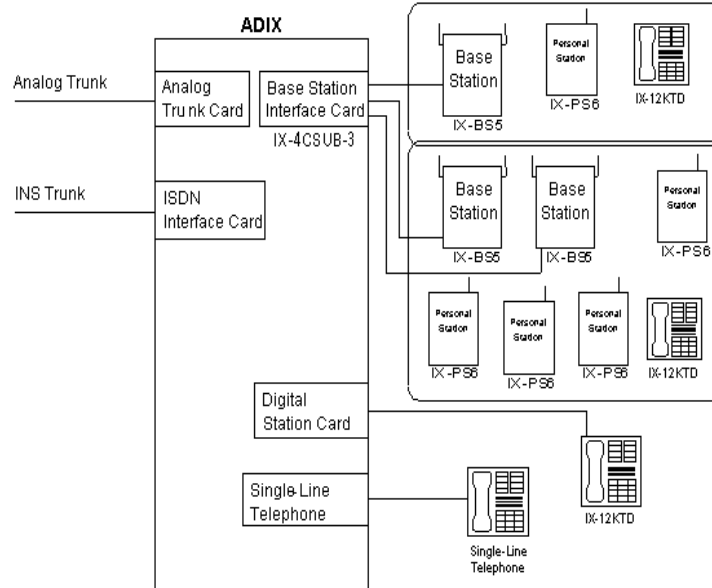 ADIX
Analog Trunk
Analog
Trunk Card
Base Station
Interface Card
IX-4CSUB-3
INS Trunk
ISDN
Interface Card
Base
Station
IX-BS5
Personal
Station
IX-PS6
IX-12KTD
Base
Station
IX-BS5
Base
Station
IX-BS5
Personal
Station
IX-PS6
Personal
Station
IX-PS6
Personal
Station
IX-PS6
Personal
Station
IX-PS6
IX-12KTD
Digital
Station Card
IX-12KTD
Single-Line
Telephone
Single-Line
Telephone